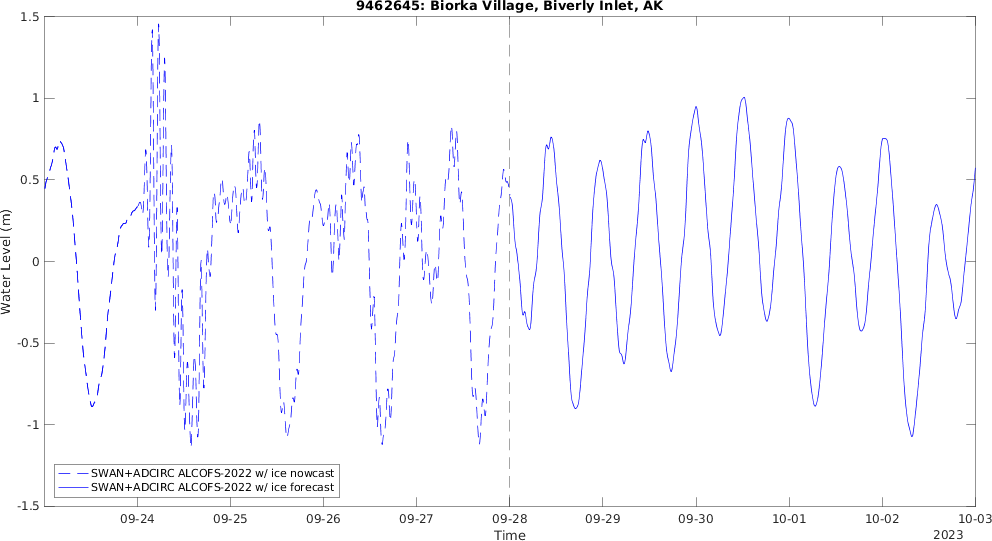 9462645: Biorka Village, Biverly Inlet, AK
1.5
1
0.5
0
-0.5
-1
-1.5
Water Level (m)
SWAN+ADCIRC ALCOFS-2022 w/ ice nowcast
SWAN+ADCIRC ALCOFS-2022 w/ ice forecast
09-24 09-25 09-26 09-27 09-28 09-29 09-30 10-01 10-02 10-03
Time
2023